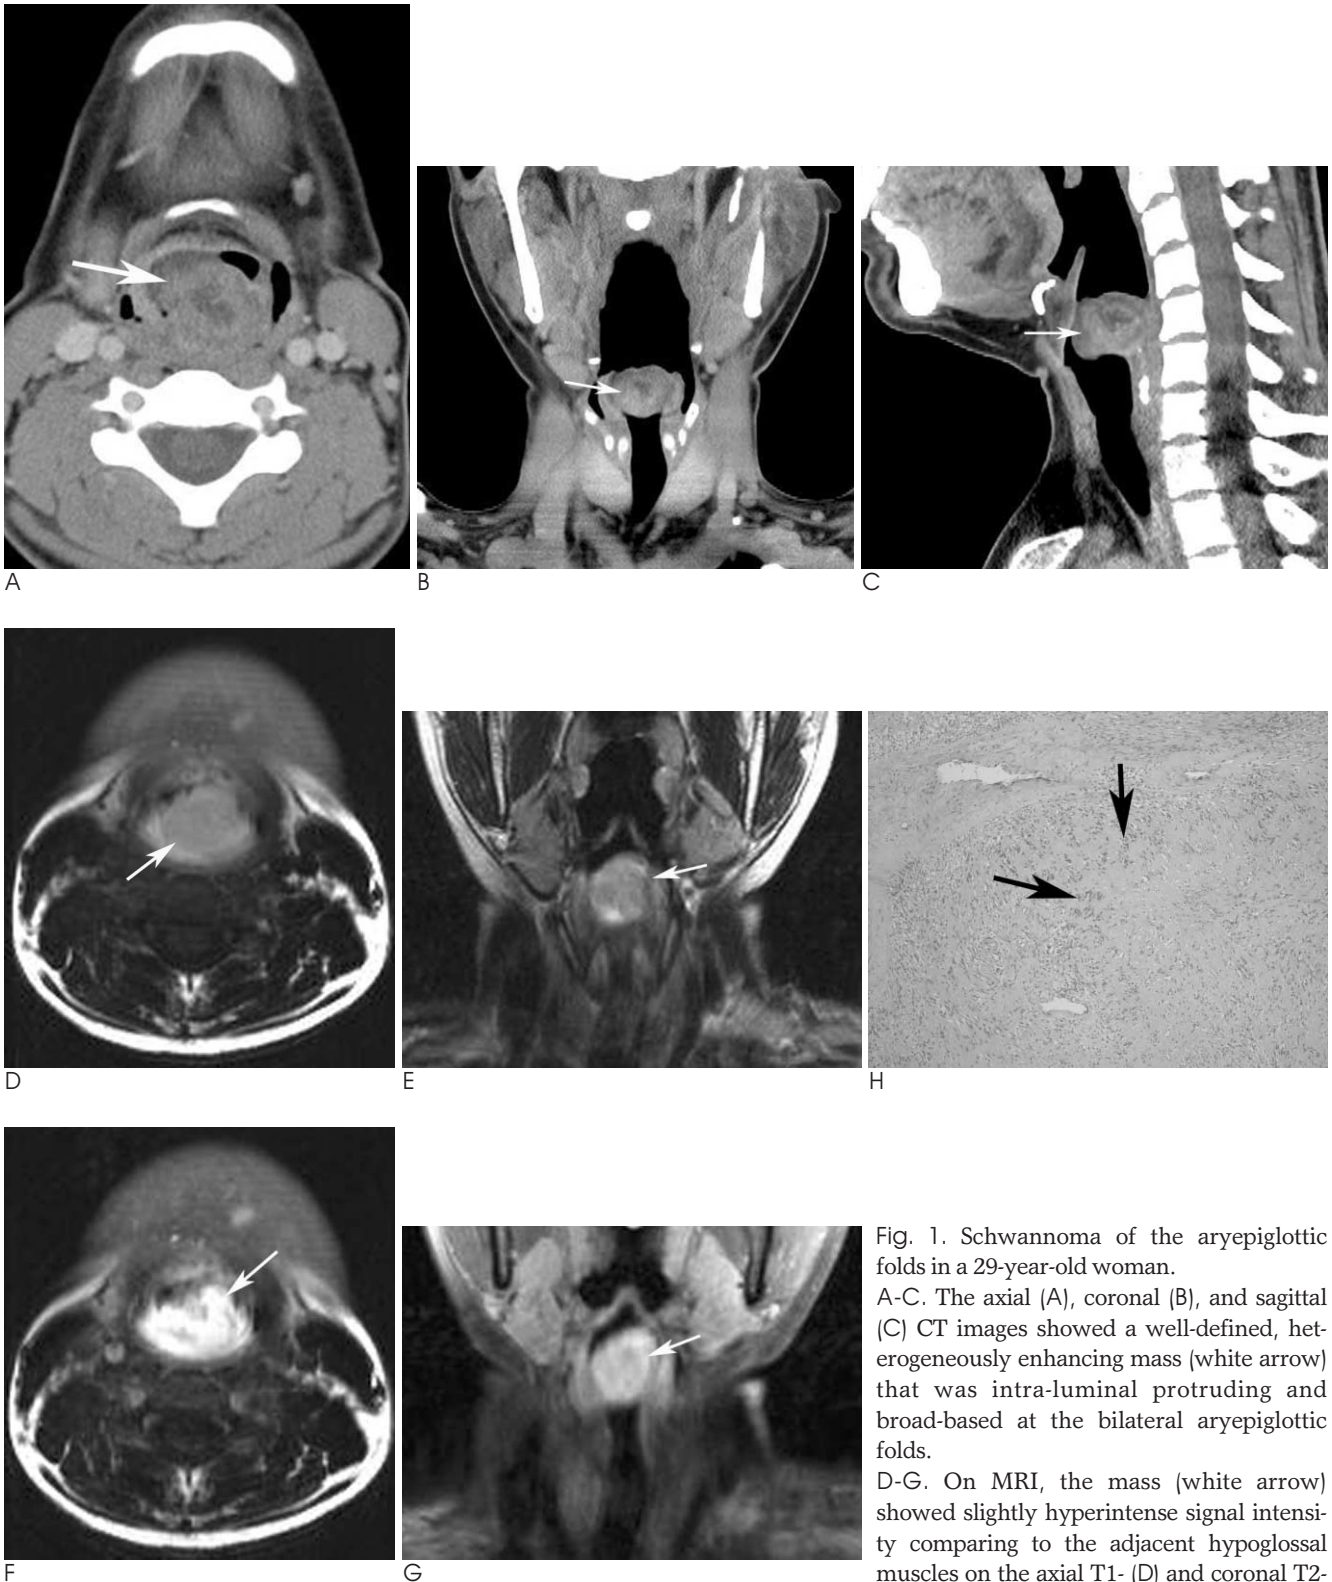 A
B
C
D
E
H
F
G
Fig. 1. Schwannoma of the aryepiglottic
folds in a 29-year-old woman.
A-C. The axial (A), coronal (B), and sagittal
(C) CT images showed a well-defined, het-
erogeneously enhancing mass (white arrow)
that was intra-luminal protruding and
broad-based at the bilateral aryepiglottic
folds.
D-G. On MRI, the mass (white arrow)
showed slightly hyperintense signal intensi-
ty comparing to the adjacent hypoglossal
muscles on the axial T1- (D) and coronal T2-